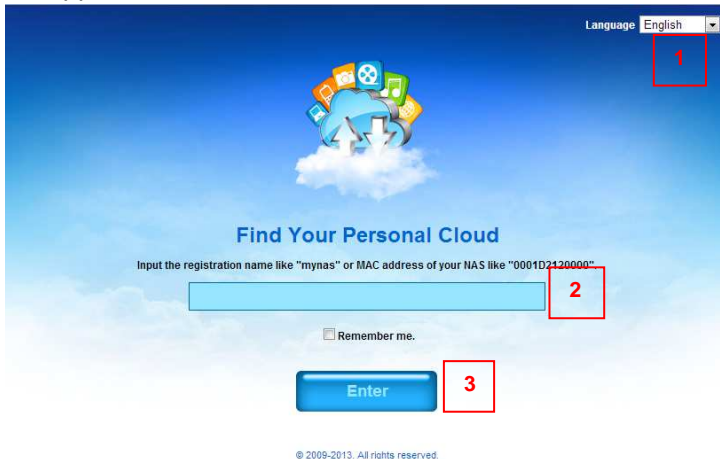 Language English
1
Find Your Personal Cloud
Input the registration name like "mynas" or MAC address of your NAS like "0001D2120000".
2
Remember me.
Enter
3
© 2009-2013. All rights reserved.